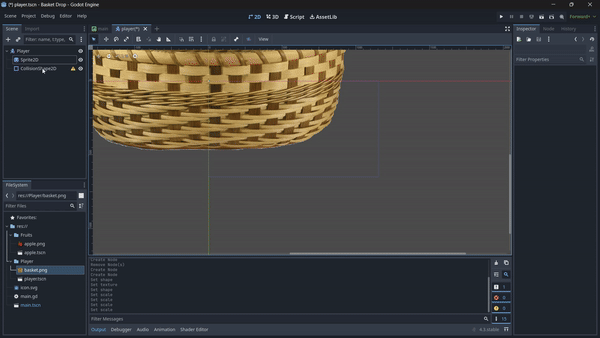 (*) player.tscn - Basket Drop - Godot Engine
Scene Project Debug Editor Help
2D 3D Script AssetLib
Forward+
Scene Import
main
player(*)
Inspector Node History
Filter: name, t:type,
View
Player
Sprite2D
CollisionShape2D
Filter Properties
FileSystem
res://Player/basket.png
Filter Files
Favorites:
res://
Fruits
apple.png
apple.tscn
Player
basket.png
player.tscn
icon.svg
main.gd
main.tscn
Create Node
Remove Node(s)
Create Node
Create Node
Set shape
Set texture
Set shape
Set scale
Set scale
Set scale
Set scale
Filter Messages
Output Debugger Audio Animation Shader Editor
4.3.stable